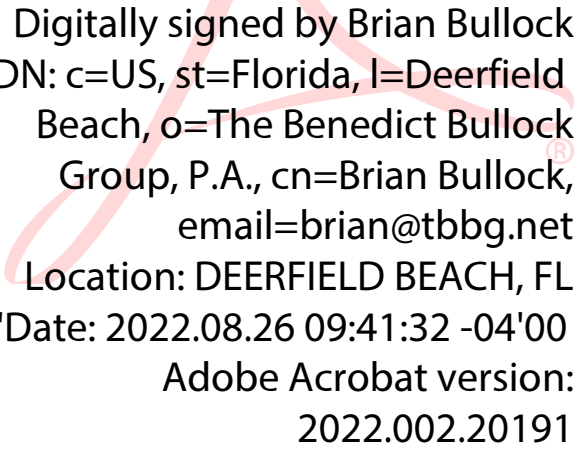 Digitally signed by Brian Bullock
DN: c=US, st=Florida, l=Deerfield
Beach, o=The Benedict Bullock
Group, P.A., cn=Brian Bullock,
email=brian@tbbg.net
Location: DEERFIELD BEACH, FL
'Date: 2022.08.26 09:41:32 -04'00
Adobe Acrobat version:
2022.002.20191
®